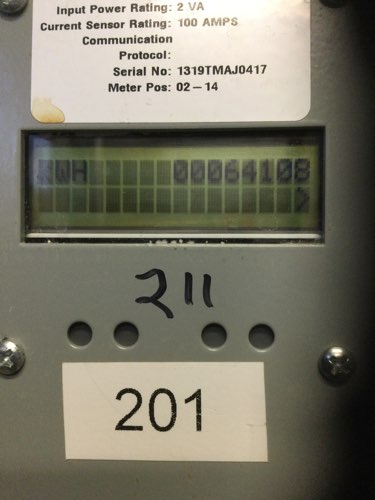 Input Power Rating: 2 VA
Current Sensor Rating: 100 AMPS
Communication
Protocol:
Serial No: 1319TMAJ0417
Meter Pos: 02-14
KWH 00064108
>
211
201